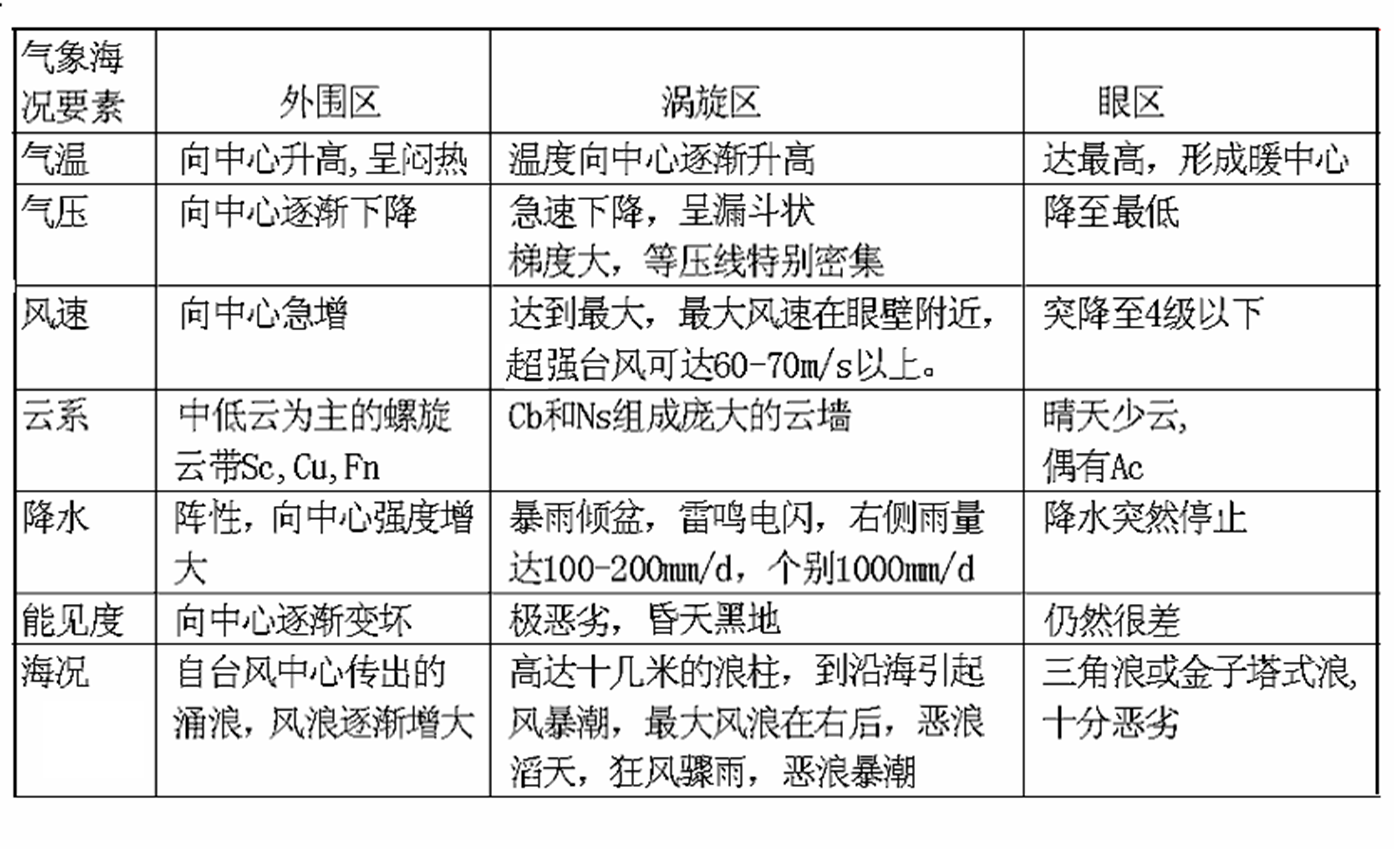 气象海
况要素
外围区
涡旋区
眼区
气温
向中心升高,呈闷热
温度向中心逐渐升高
达最高，形成暖中心
气压
向中心逐渐下降
急速下降，呈漏斗状
梯度大，等压线特别密集
降至最低
风速
向中心急增
达到最大，最大风速在眼壁附近，
超强台风可达60-70m/s以上。
突降至4级以下
云系
中低云为主的螺旋
云带Sc,Cu,Fn
Cb和Ns组成庞大的云墙
晴天少云,
偶有Ac
降水
阵性，向中心强度增
大
暴雨倾盆，雷鸣电闪，右侧雨量
达100-200mm/d，个别1000mm/d
降水突然停止
能见度
向中心逐渐变坏
极恶劣，昏天黑地
仍然很差
海况
自台风中心传出的
涌浪，风浪逐渐增大
高达十几米的浪柱，到沿海引起
风暴潮，最大风浪在右后，恶浪
滔天，狂风骤雨，恶浪暴潮
三角浪或金子塔式浪,
十分恶劣